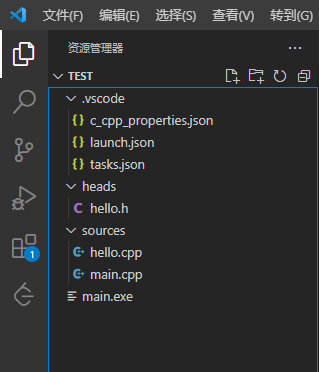 文件(F) 编辑(E) 选择(S) 查看(V) 转到(G)
资源管理器
TEST
.vscode
{} c_cpp_properties.json
{} launch.json
{} tasks.json
heads
C hello.h
sources
C++ hello.cpp
C++ main.cpp
main.exe
1